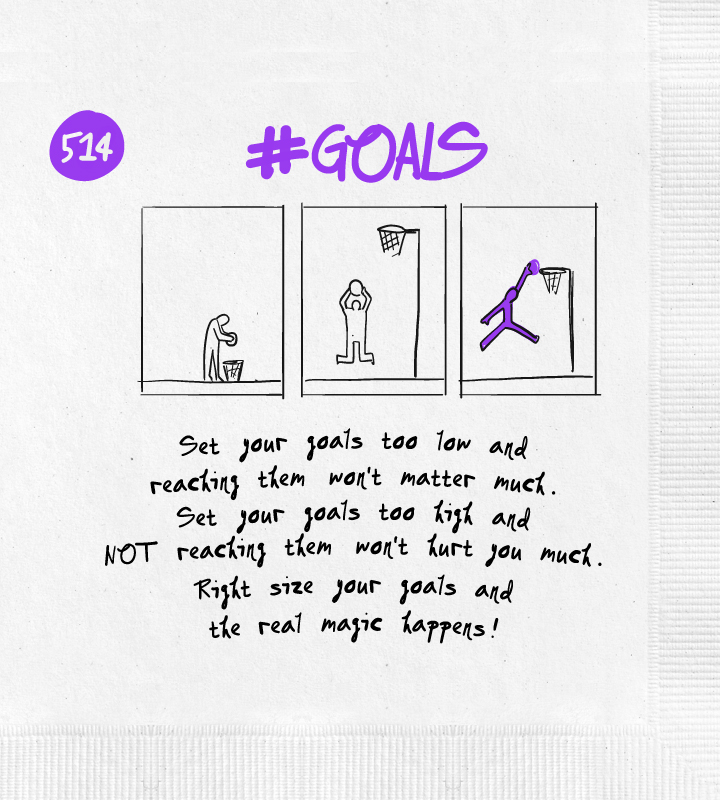 514
#GOALS
Set your goals too low and
reaching them won't matter much.
Set your goals too high and
NOT reaching them won't hurt you much.
Right size your goals and
the real magic happens!